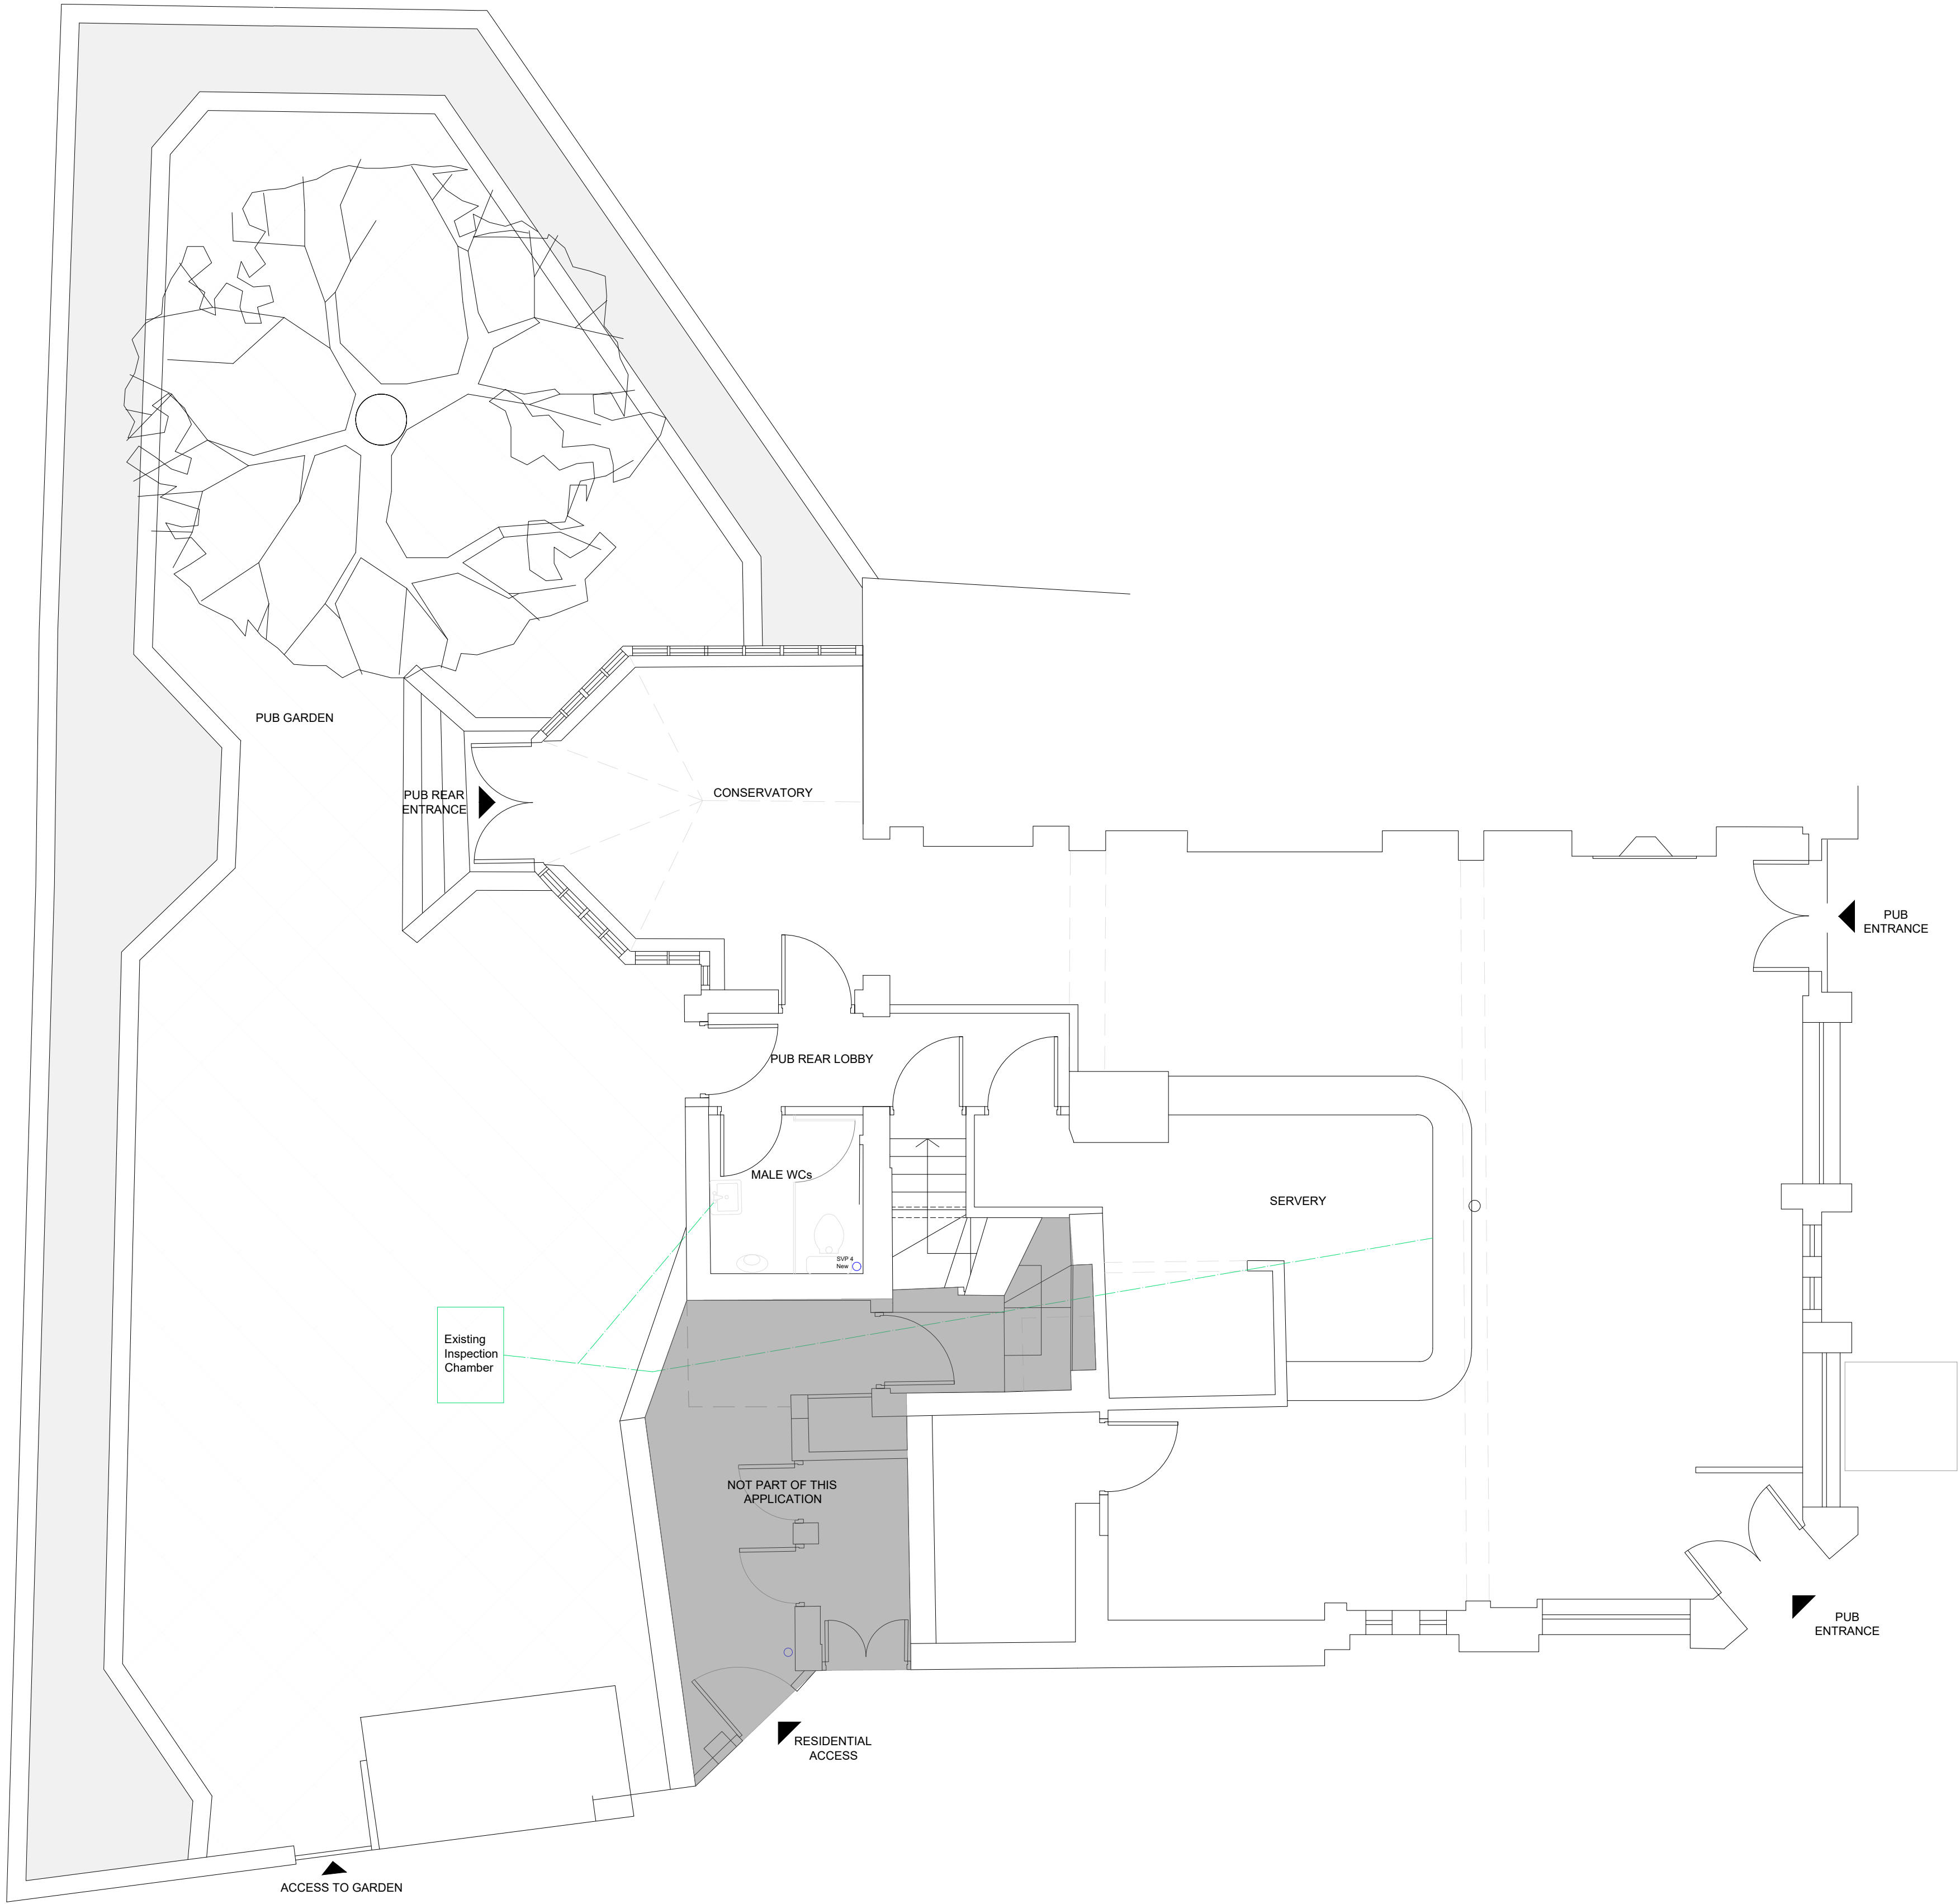 PUB GARDEN
PUB REAR
ENTRANCE
CONSERVATORY
PUB
ENTRANCE
PUB REAR LOBBY
MALE WCs
SERVERY
SVP 4
New
Existing
Inspection
Chamber
NOT PART OF THIS
APPLICATION
PUB
ENTRANCE
RESIDENTIAL
ACCESS
ACCESS TO GARDEN